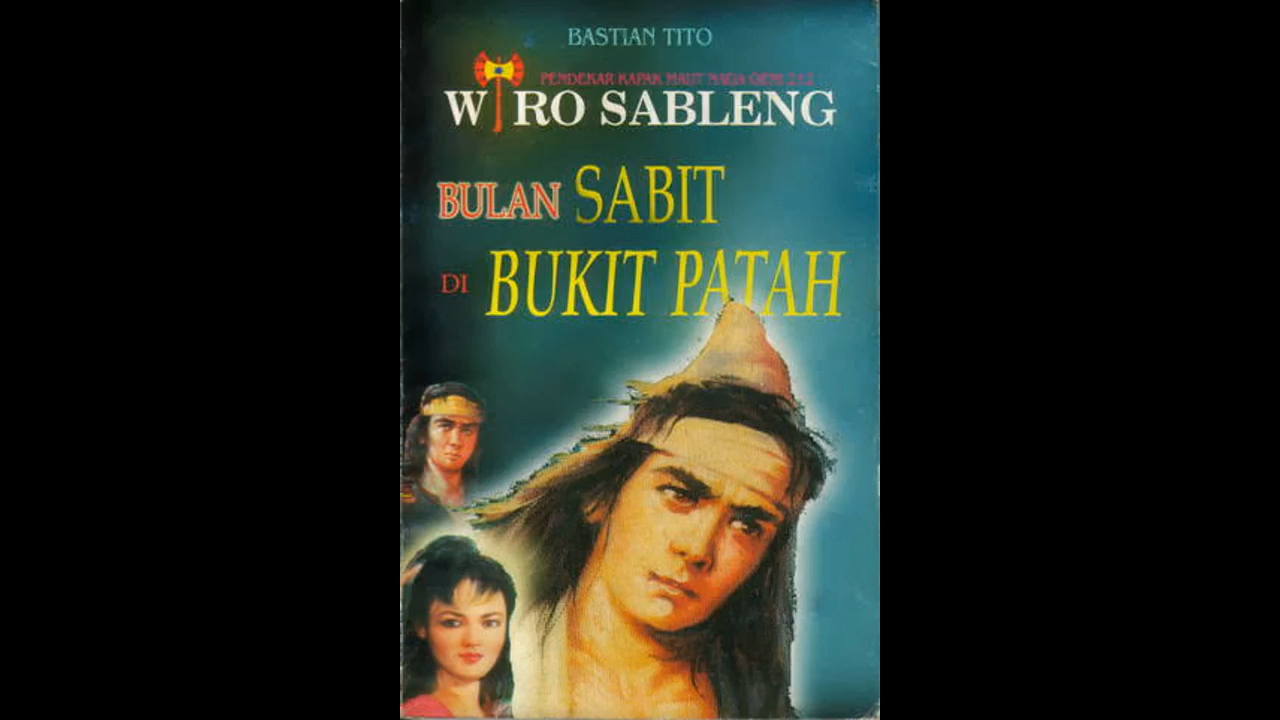 BASTIAN TITO
PENDEKAR KAPAK MAUT NAGA GENI 212
WIRO SABLENG
BULAN SABIT
DI BUKIT PATAH